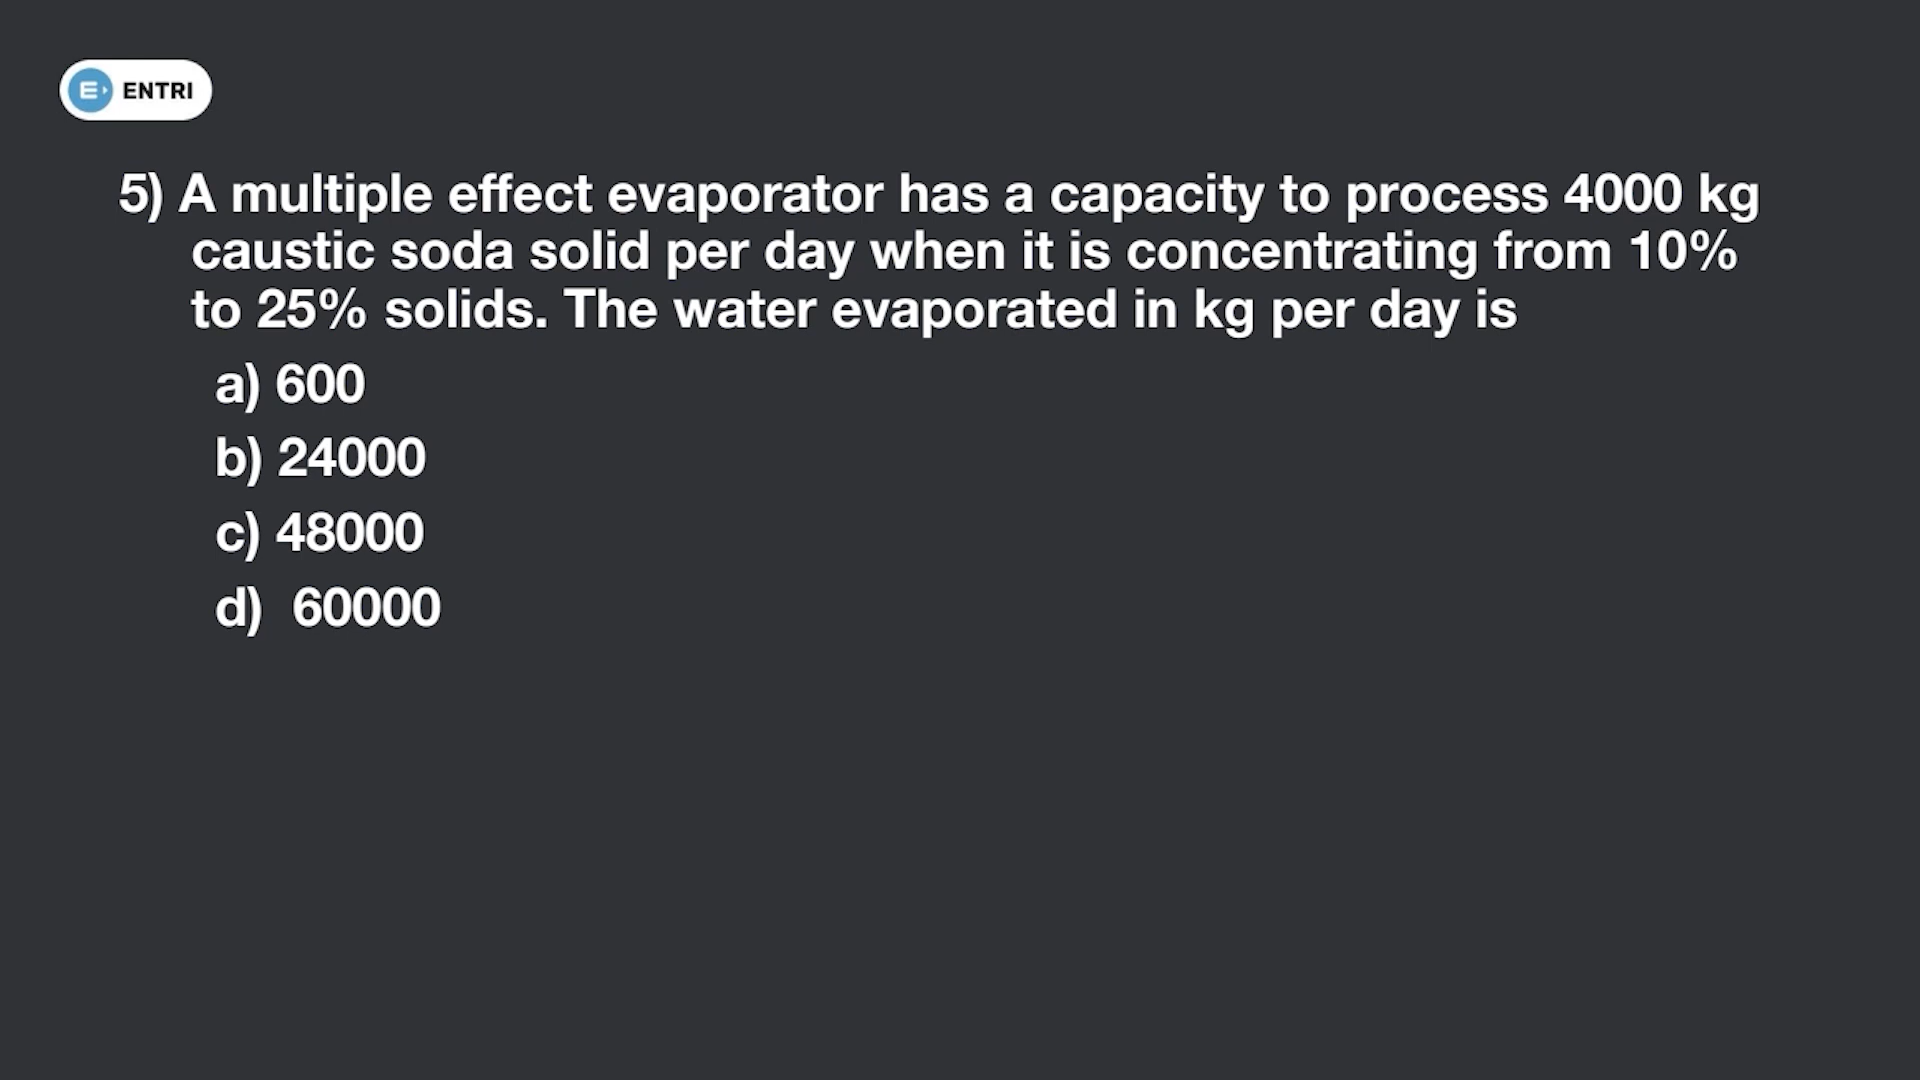 ENTRI
5) A multiple effect evaporator has a capacity to process 4000 kg
caustic soda solid per day when it is concentrating from 10%
to 25% solids. The water evaporated in kg per day is
a) 600
b) 24000
c) 48000
d) 60000